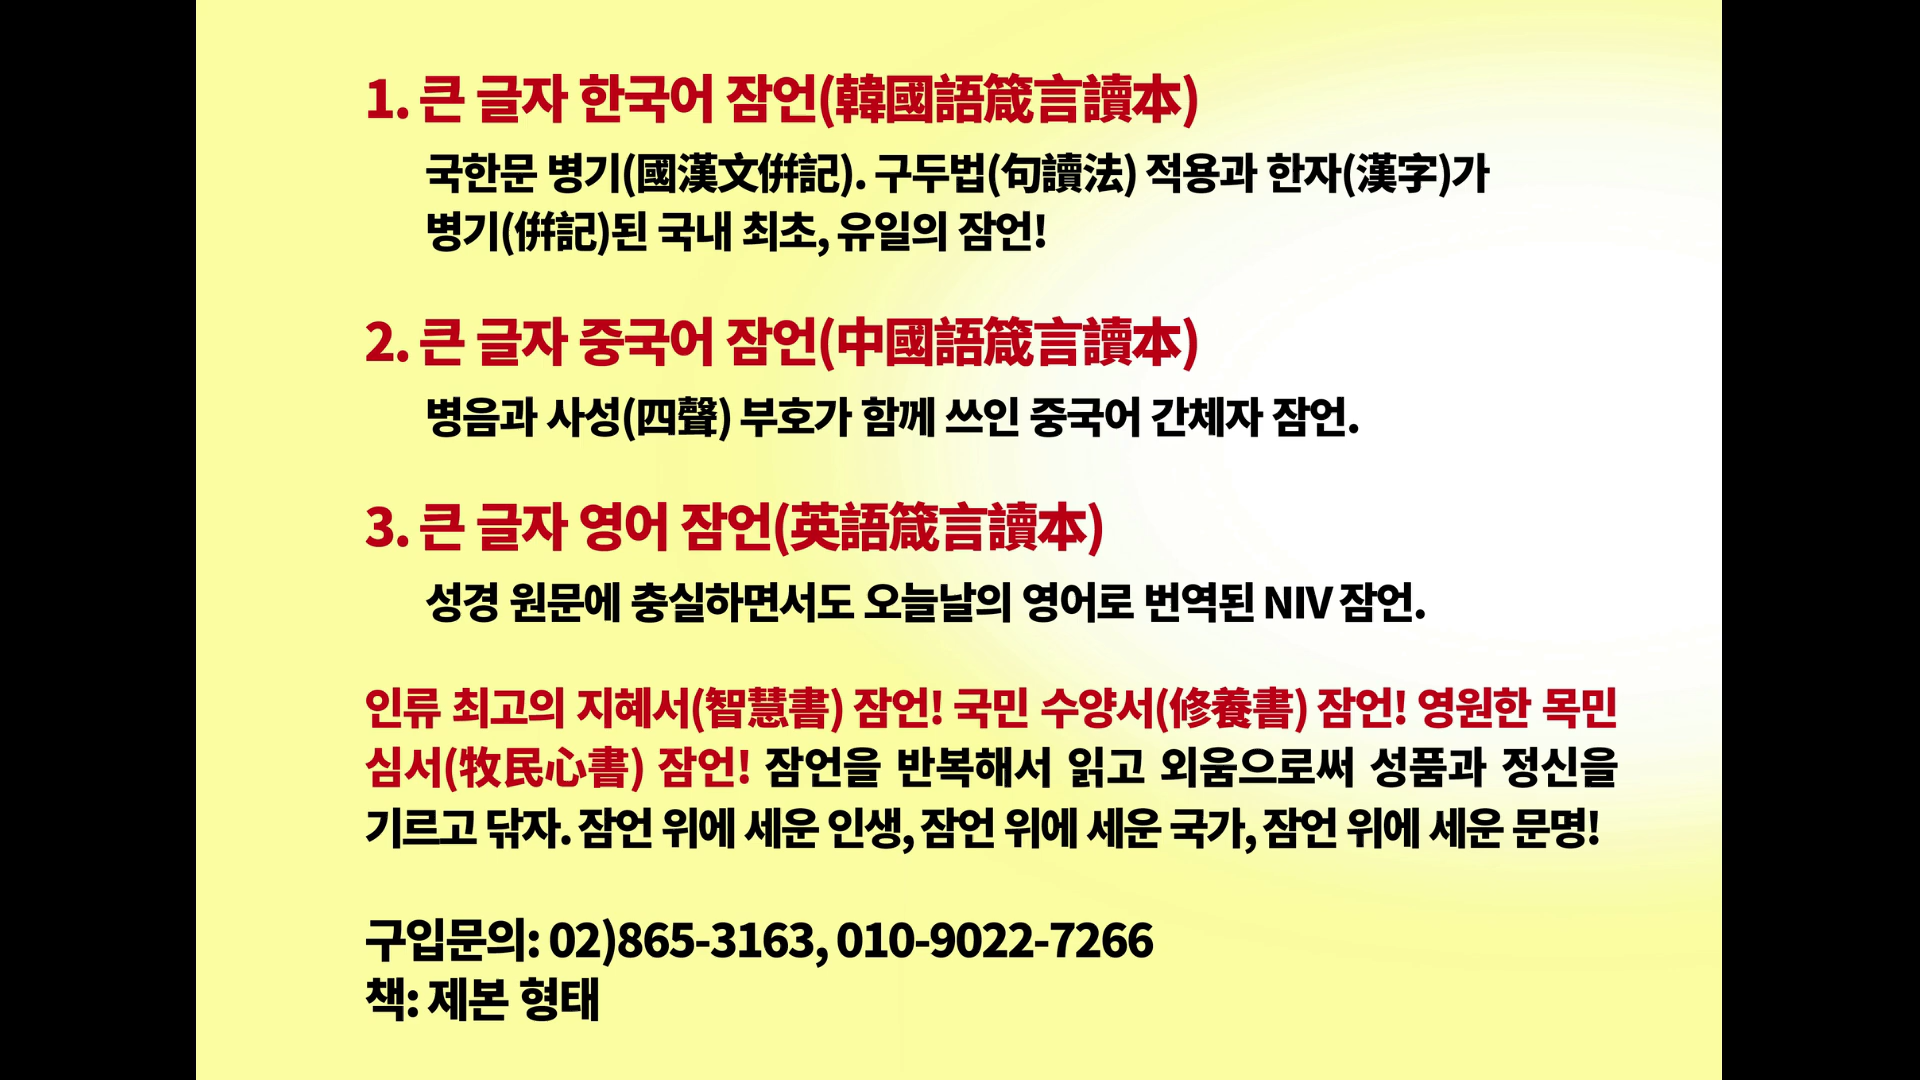 1. 큰 글자 한국어 잠언(韓國語箴言讀本)
국한문 병기(國漢文倂記). 구두법(句讀法) 적용과 한자(漢字)가
병기(倂記)된 국내 최초, 유일의 잠언!
2. 큰 글자 중국어 잠언(中國語箴言讀本)
병음과 사성(四聲) 부호가 함께 쓰인 중국어 간체자 잠언.
3. 큰 글자 영어 잠언(英語箴言讀本)
성경 원문에 충실하면서도 오늘날의 영어로 번역된 NIV 잠언.
인류 최고의 지혜서(智慧書) 잠언! 국민 수양서(修養書) 잠언! 영원한 목민
심서(牧民心書) 잠언! 잠언을 반복해서 읽고 외움으로써 성품과 정신을
기르고 닦자. 잠언 위에 세운 인생, 잠언 위에 세운 국가, 잠언 위에 세운 문명!
구입문의: 02)865-3163, 010-9022-7266
책: 제본 형태